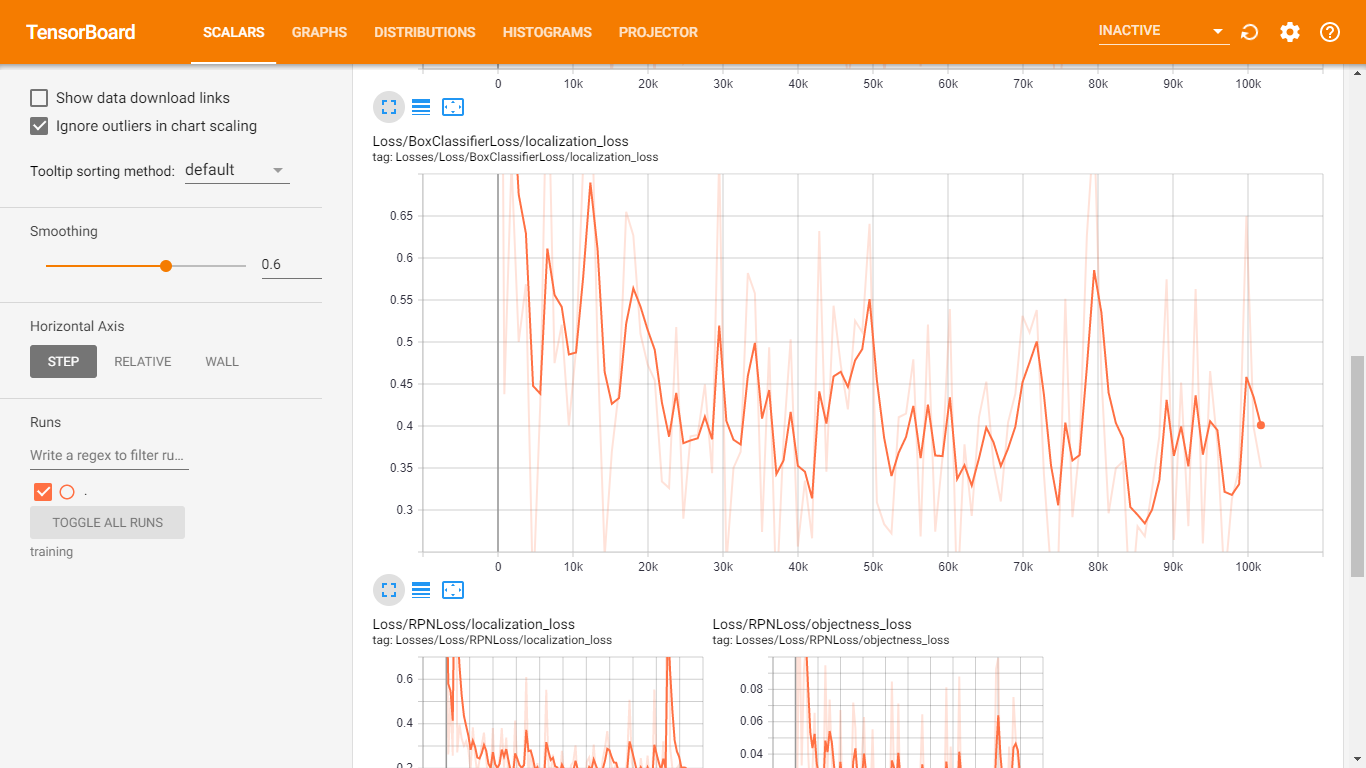 TensorBoard SCALARS GRAPHS DISTRIBUTIONS HISTOGRAMS PROJECTOR INACTIVE
Show data download links
Ignore outliers in chart scaling
Tooltip sorting method: default
Smoothing
0.6
Horizontal Axis
STEP RELATIVE WALL
Runs
Write a regex to filter ru...
.
TOGGLE ALL RUNS
training
0 10k 20k 30k 40k 50k 60k 70k 80k 90k 100k
Loss/BoxClassifierLoss/localization_loss
tag: Losses/Loss/BoxClassifierLoss/localization_loss
0.65
0.6
0.55
0.5
0.45
0.4
0.35
0.3
0 10k 20k 30k 40k 50k 60k 70k 80k 90k 100k
Loss/RPNLoss/localization_loss
tag: Losses/Loss/RPNLoss/localization_loss
0.6
0.4
0.2
Loss/RPNLoss/objectness_loss
tag: Losses/Loss/RPNLoss/objectness_loss
0.08
0.06
0.04